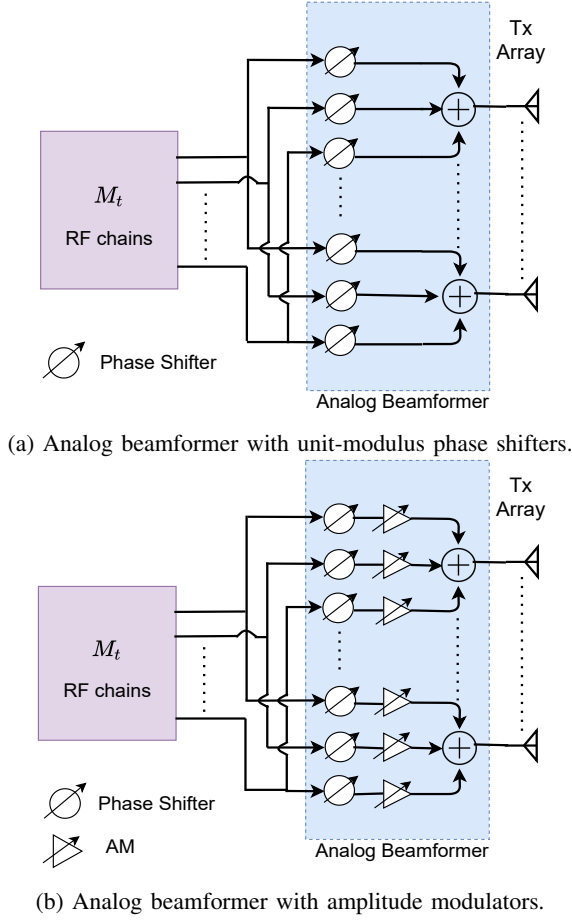 Tx
Array
M_t
RF chains
Phase Shifter
Analog Beamformer
(a) Analog beamformer with unit-modulus phase shifters.
Tx
Array
M_t
RF chains
Phase Shifter
AM
Analog Beamformer
(b) Analog beamformer with amplitude modulators.